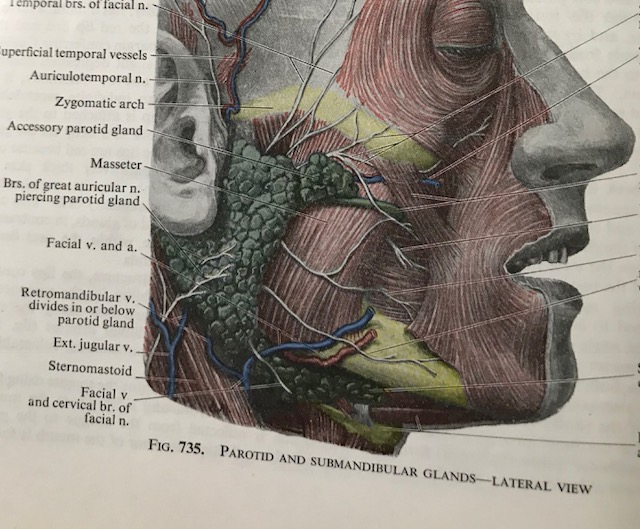 Temporal brs. of facial n.
Superficial temporal vessels
Auriculotemporal n.
Zygomatic arch
Accessory parotid gland
Masseter
Brs. of great auricular n.
piercing parotid gland
Facial v. and a.
Retromandibular v.
divides in or below
parotid gland
Ext. jugular v.
Sternomastoid
Facial v
and cervical br. of
facial n.
FIG. 735. PAROTID AND SUBMANDIBULAR GLANDS—LATERAL VIEW